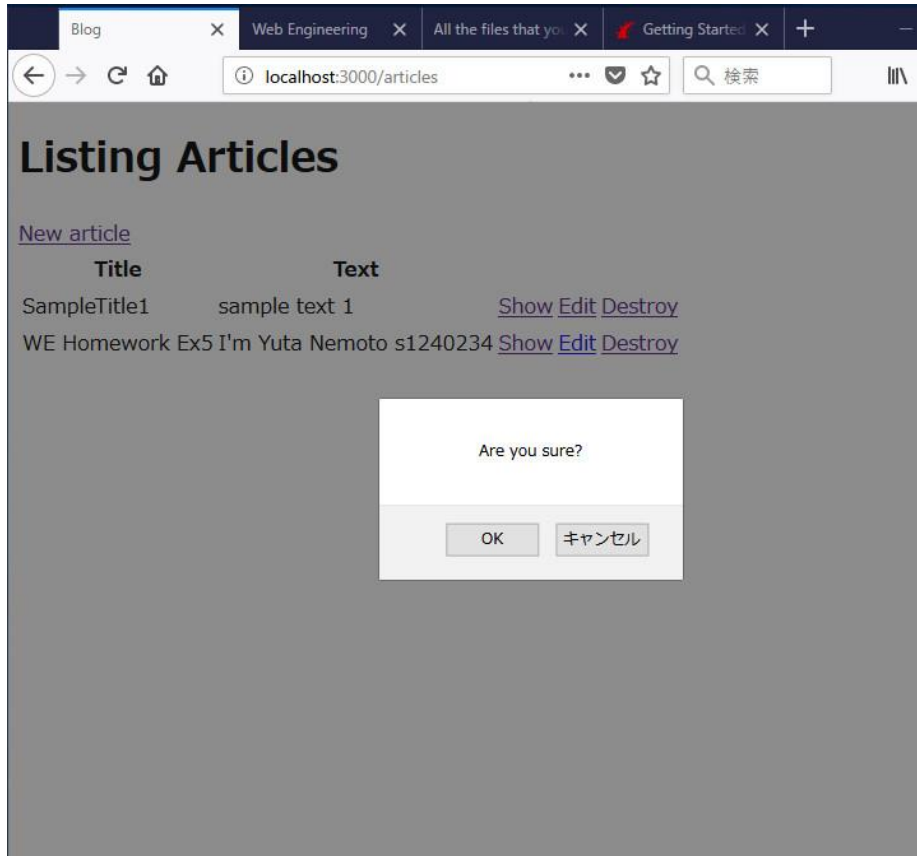 Blog Web Engineering All the files that you Getting Started
localhost:3000/articles 検索
Listing Articles
New article
Title Text
SampleTitle1 sample text 1 Show Edit Destroy
WE Homework Ex5 I'm Yuta Nemoto s1240234 Show Edit Destroy
Are you sure?
OK キャンセル